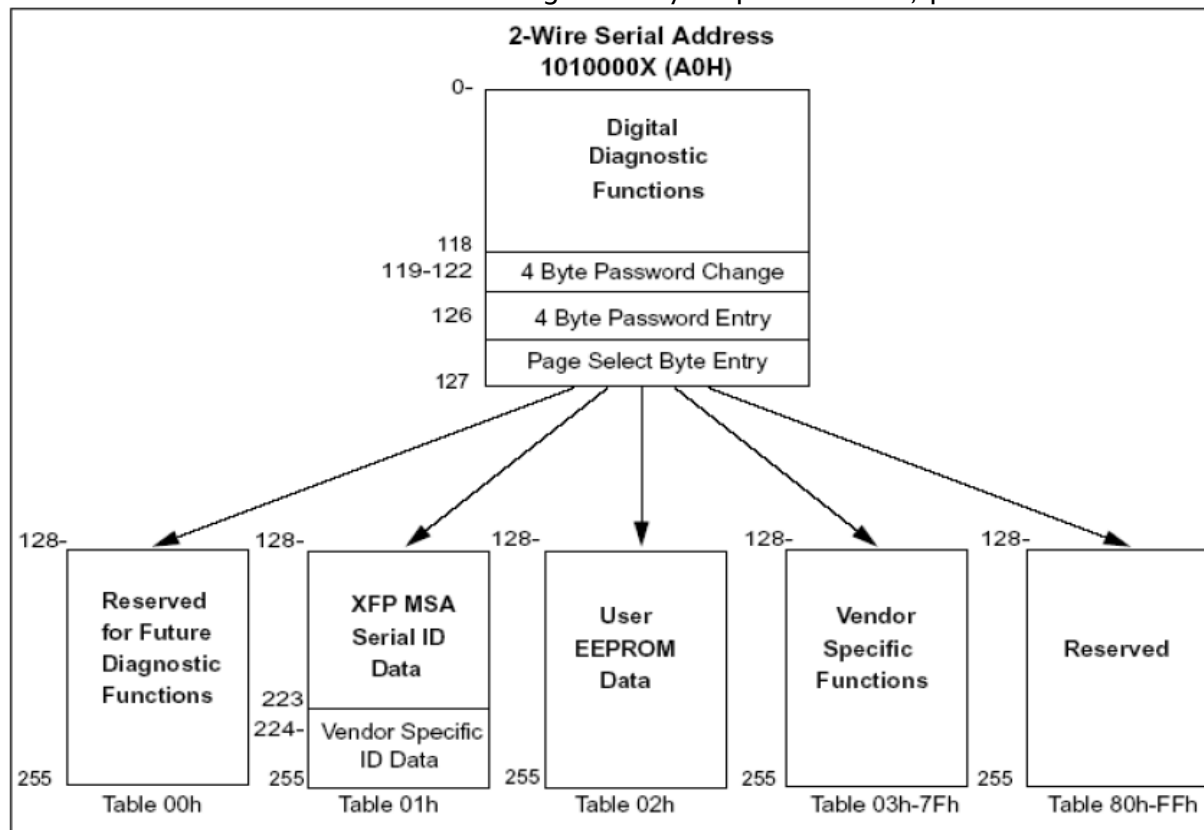 2-Wire Serial Address
1010000X (A0H)
0-
Digital
Diagnostic
Functions
118
119-122
4 Byte Password Change
126
4 Byte Password Entry
Page Select Byte Entry
127
128-
Reserved
for Future
Diagnostic
Functions
255
Table 00h
128-
XFP MSA
Serial ID
Data
223
224-
Vendor Specific
ID Data
255
Table 01h
128-
User
EEPROM
Data
255
Table 02h
128-
Vendor
Specific
Functions
255
Table 03h-7Fh
128-
Reserved
255
Table 80h-FFh